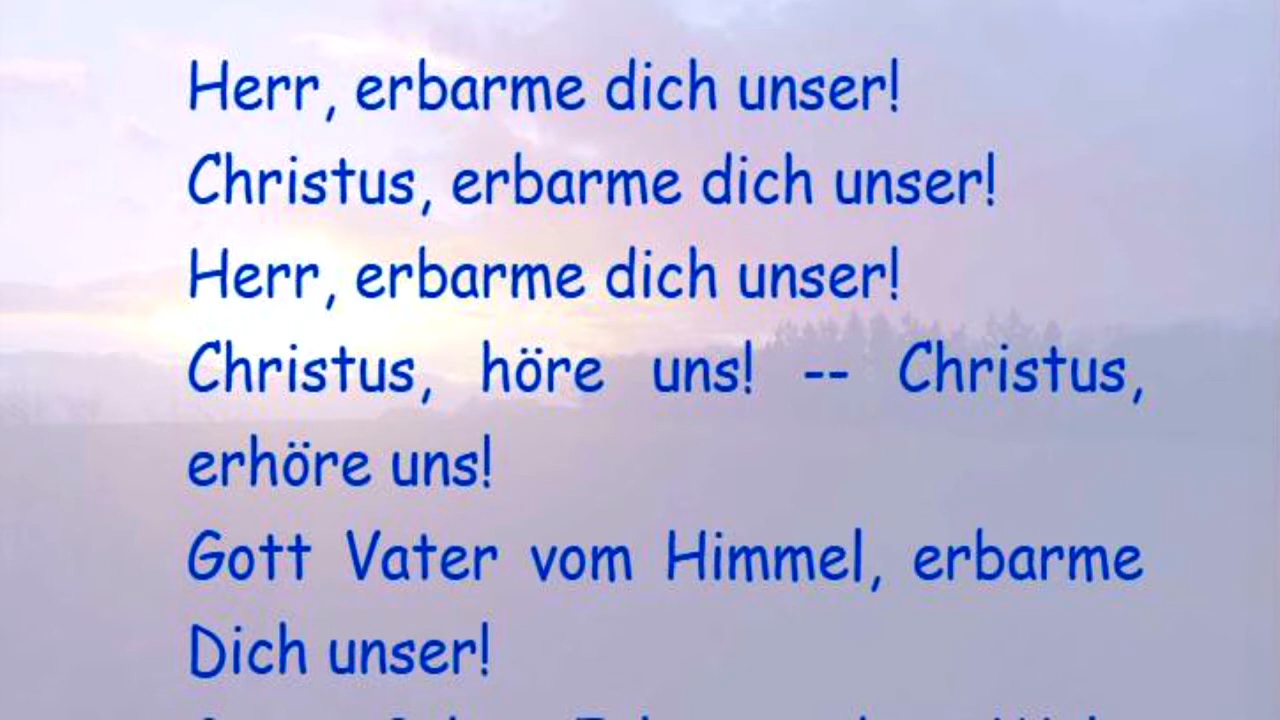 Herr, erbarme dich unser!
Christus, erbarme dich unser!
Herr, erbarme dich unser!
Christus, höre uns! -- Christus,
erhöre uns!
Gott Vater vom Himmel, erbarme
Dich unser!